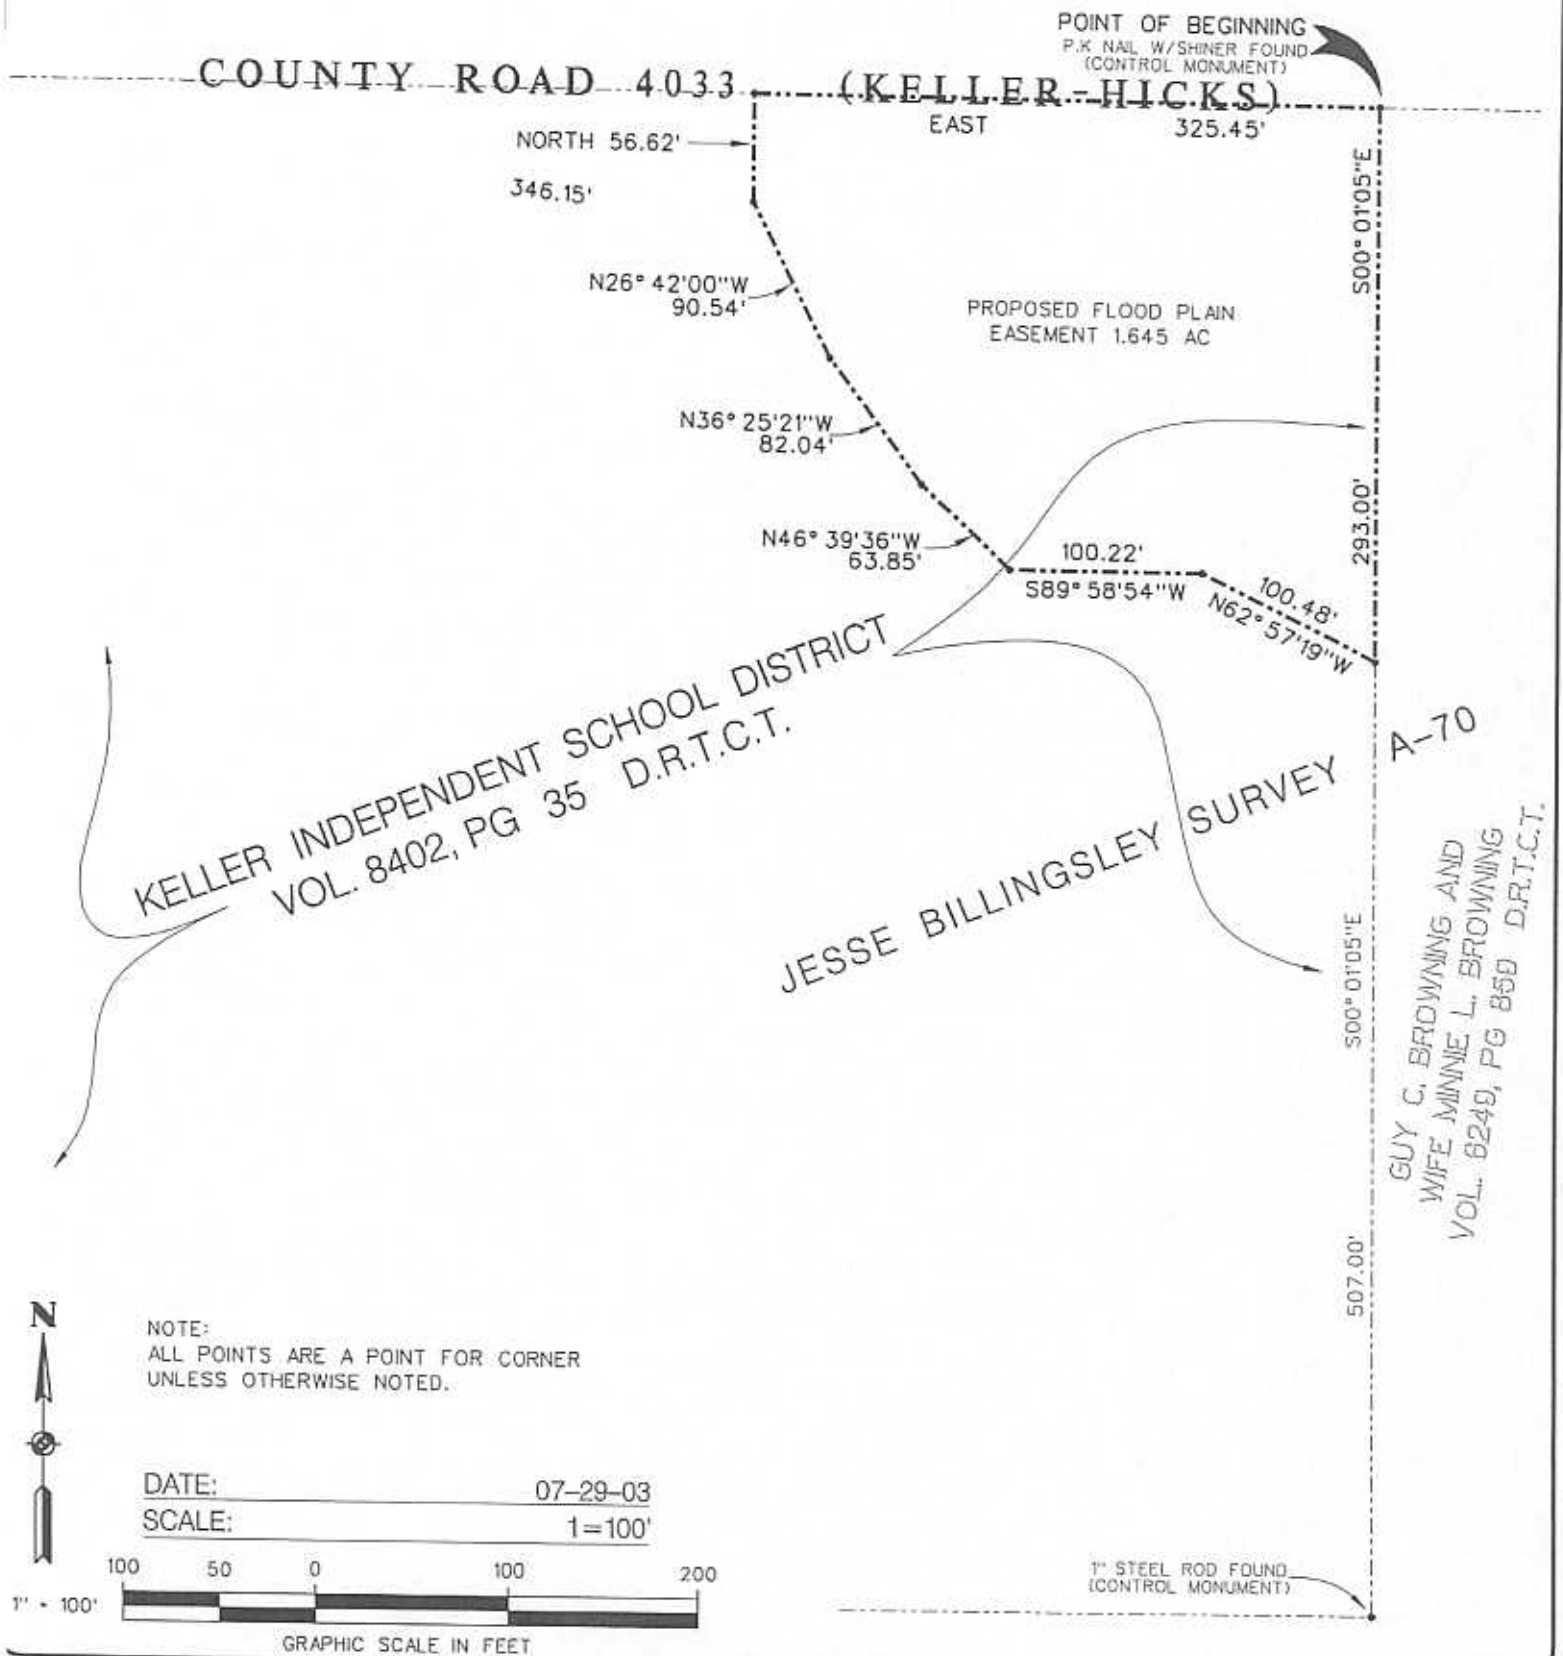 POINT OF BEGINNING
P.K NAIL W/SHINER FOUND
(CONTROL MONUMENT)
COUNTY ROAD 4033 (KELLER-HICKS)
EAST 325.45'
NORTH 56.62'
346.15'
S00° 01'05"E
293.00'
N26° 42'00"W
90.54'
PROPOSED FLOOD PLAIN
EASEMENT 1.645 AC
N36° 25'21"W
82.04'
N46° 39'36"W
63.85'
100.22'
S89° 58'54"W
100.48'
N62° 57'19"W
KELLER INDEPENDENT SCHOOL DISTRICT
VOL. 8402, PG 35 D.R.T.C.T.
JESSE BILLINGSLEY SURVEY A-70
S00° 01'05"E
507.00'
GUY C. BROWNING AND
WIFE MINNIE L. BROWNING
VOL. PG D.R.T.C.T.
N
NOTE:
ALL POINTS ARE A POINT FOR CORNER
UNLESS OTHERWISE NOTED.
DATE: 07-29-03
SCALE: 1=100'
100 50 0 100 200
1" = 100'
GRAPHIC SCALE IN FEET
1" STEEL ROD FOUND
(CONTROL MONUMENT)